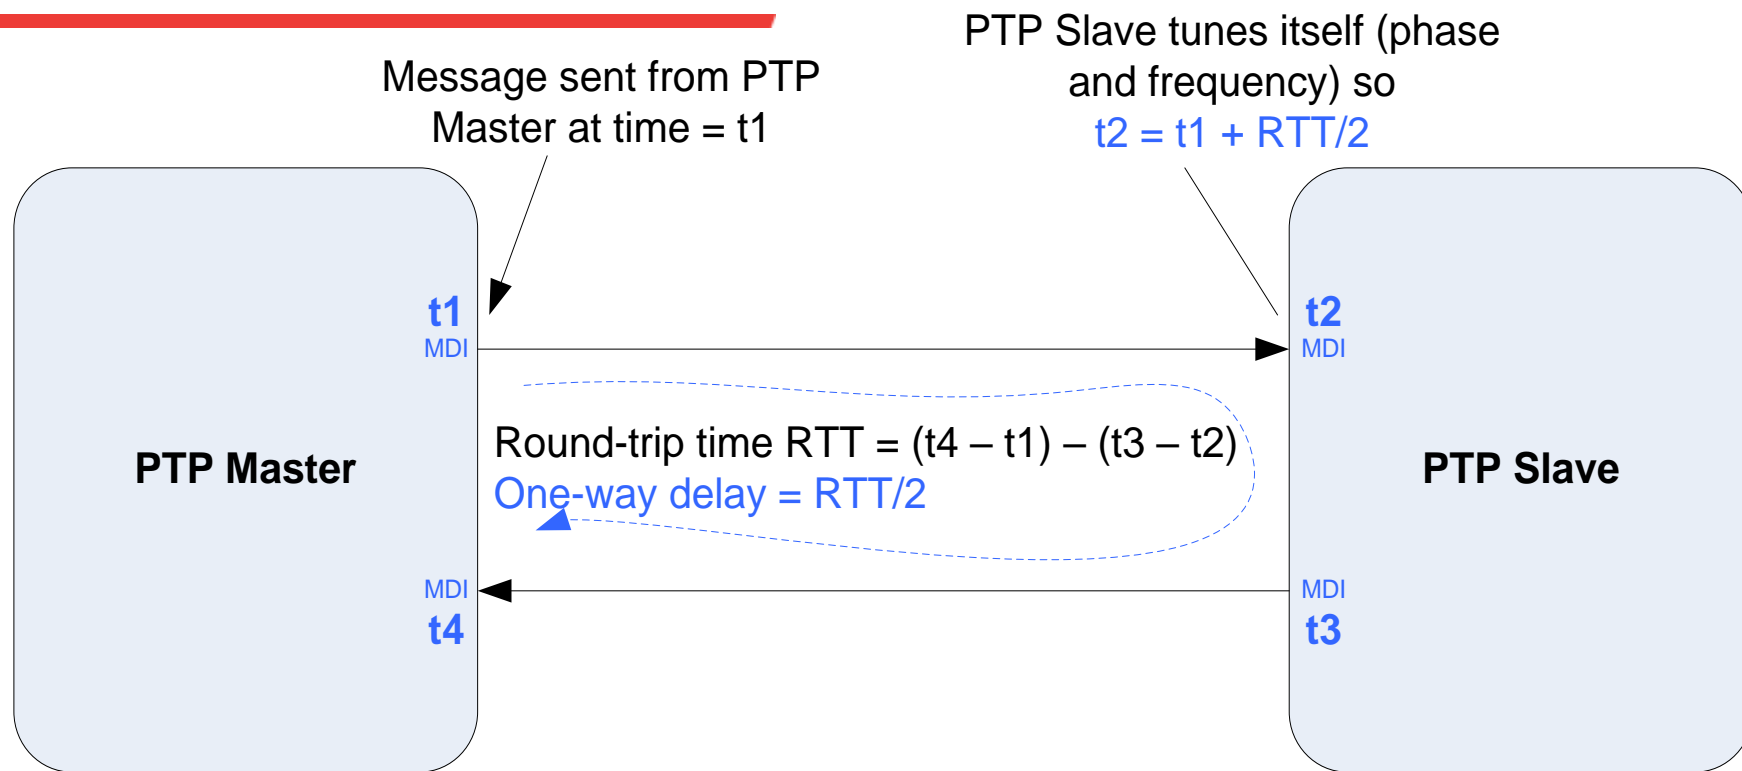 Message sent from PTP
Master at time = t1
PTP Slave tunes itself (phase
and frequency) so
t2 = t1 + RTT/2
t1
MDI
t2
MDI
PTP Master
Round-trip time RTT = (t4 – t1) – (t3 – t2)
One-way delay = RTT/2
PTP Slave
MDI
t4
MDI
t3